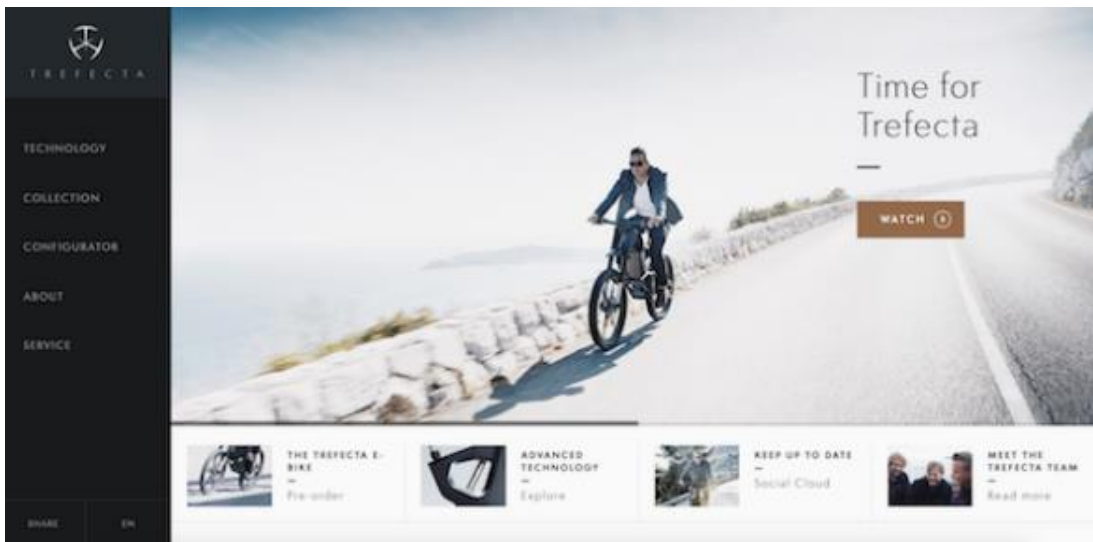 TREFECTA
TECHNOLOGY
COLLECTION
CONFIGURATOR
ABOUT
SERVICE
SHARE
EN
Time for
Trefecta
WATCH
THE TREFECTA E-
BIKE
Pre-order
ADVANCED
TECHNOLOGY
Explore
KEEP UP TO DATE
Social Cloud
MEET THE
TREFECTA TEAM
Read more